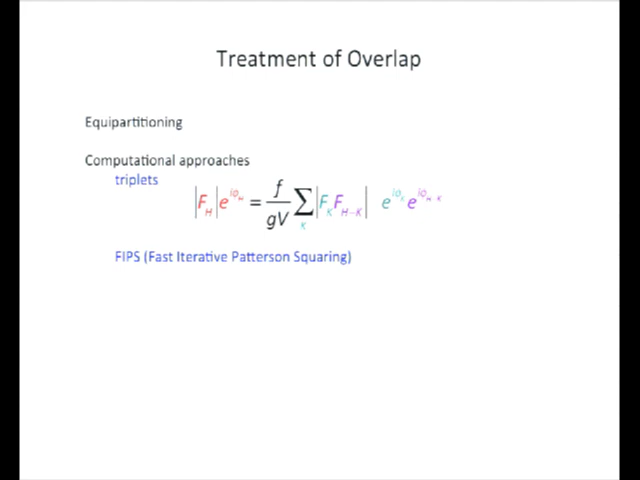 Treatment of Overlap
Equipartitioning
Computational approaches
triplets
|F_H| e^{iφ_H} = f/gV Σ_K |F_K F_{H-K}| e^{iφ_K} e^{iφ_{H-K}}
FIPS (Fast Iterative Patterson Squaring)